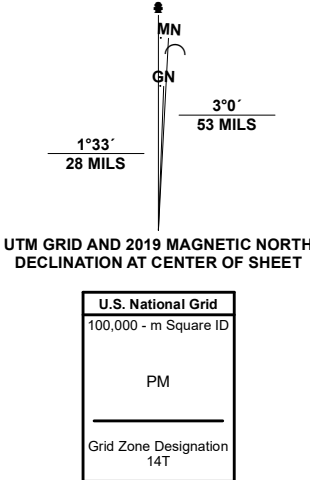 MN
GN
3°0´
53 MILS
1°33´
28 MILS
UTM GRID AND 2019 MAGNETIC NORTH
DECLINATION AT CENTER OF SHEET
U.S. National Grid
100,000 - m Square ID
PM
Grid Zone Designation
14T